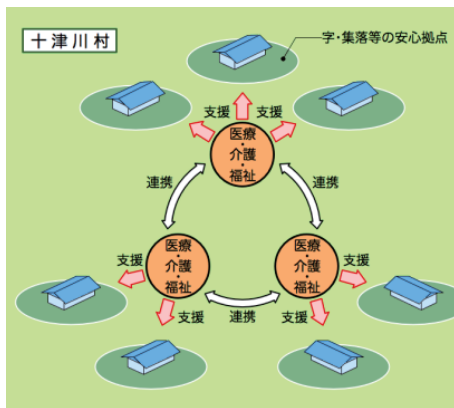 十津川村
字・集落等の安心拠点
支援
支援
医療
・
介護
・
福祉
連携
連携
医療
・
介護
・
福祉
医療
・
介護
・
福祉
支援
支援
支援
連携
支援